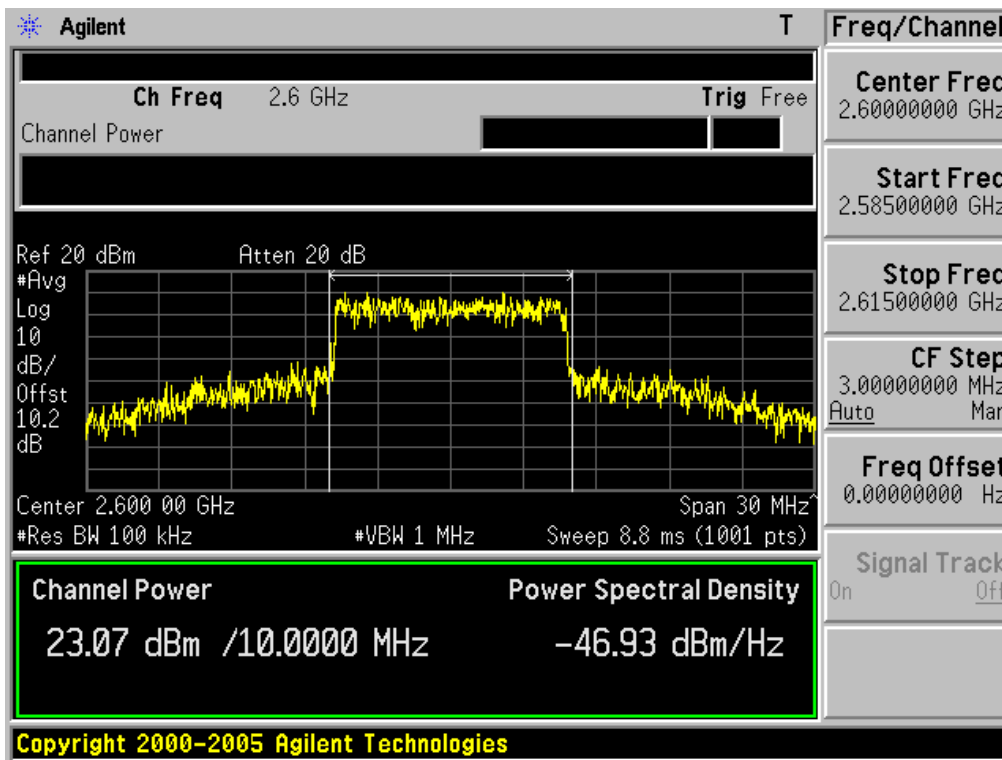 Agilent
T
Freq/Channel
Ch Freq 2.6 GHz
Trig Free
Channel Power
Center Freq
2.60000000 GHz
Start Freq
2.58500000 GHz
Stop Freq
2.61500000 GHz
CF Step
3.00000000 MHz
Auto Man
Freq Offset
0.00000000 Hz
Signal Track
On Off
Ref 20 dBm
Atten 20 dB
#Avg
Log
10
dB/
Offst
10.2
dB
Center 2.600 00 GHz
Span 30 MHz^
#Res BW 100 kHz
#VBW 1 MHz
Sweep 8.8 ms (1001 pts)
Channel Power
Power Spectral Density
23.07 dBm /10.0000 MHz
-46.93 dBm/Hz
Copyright 2000-2005 Agilent Technologies